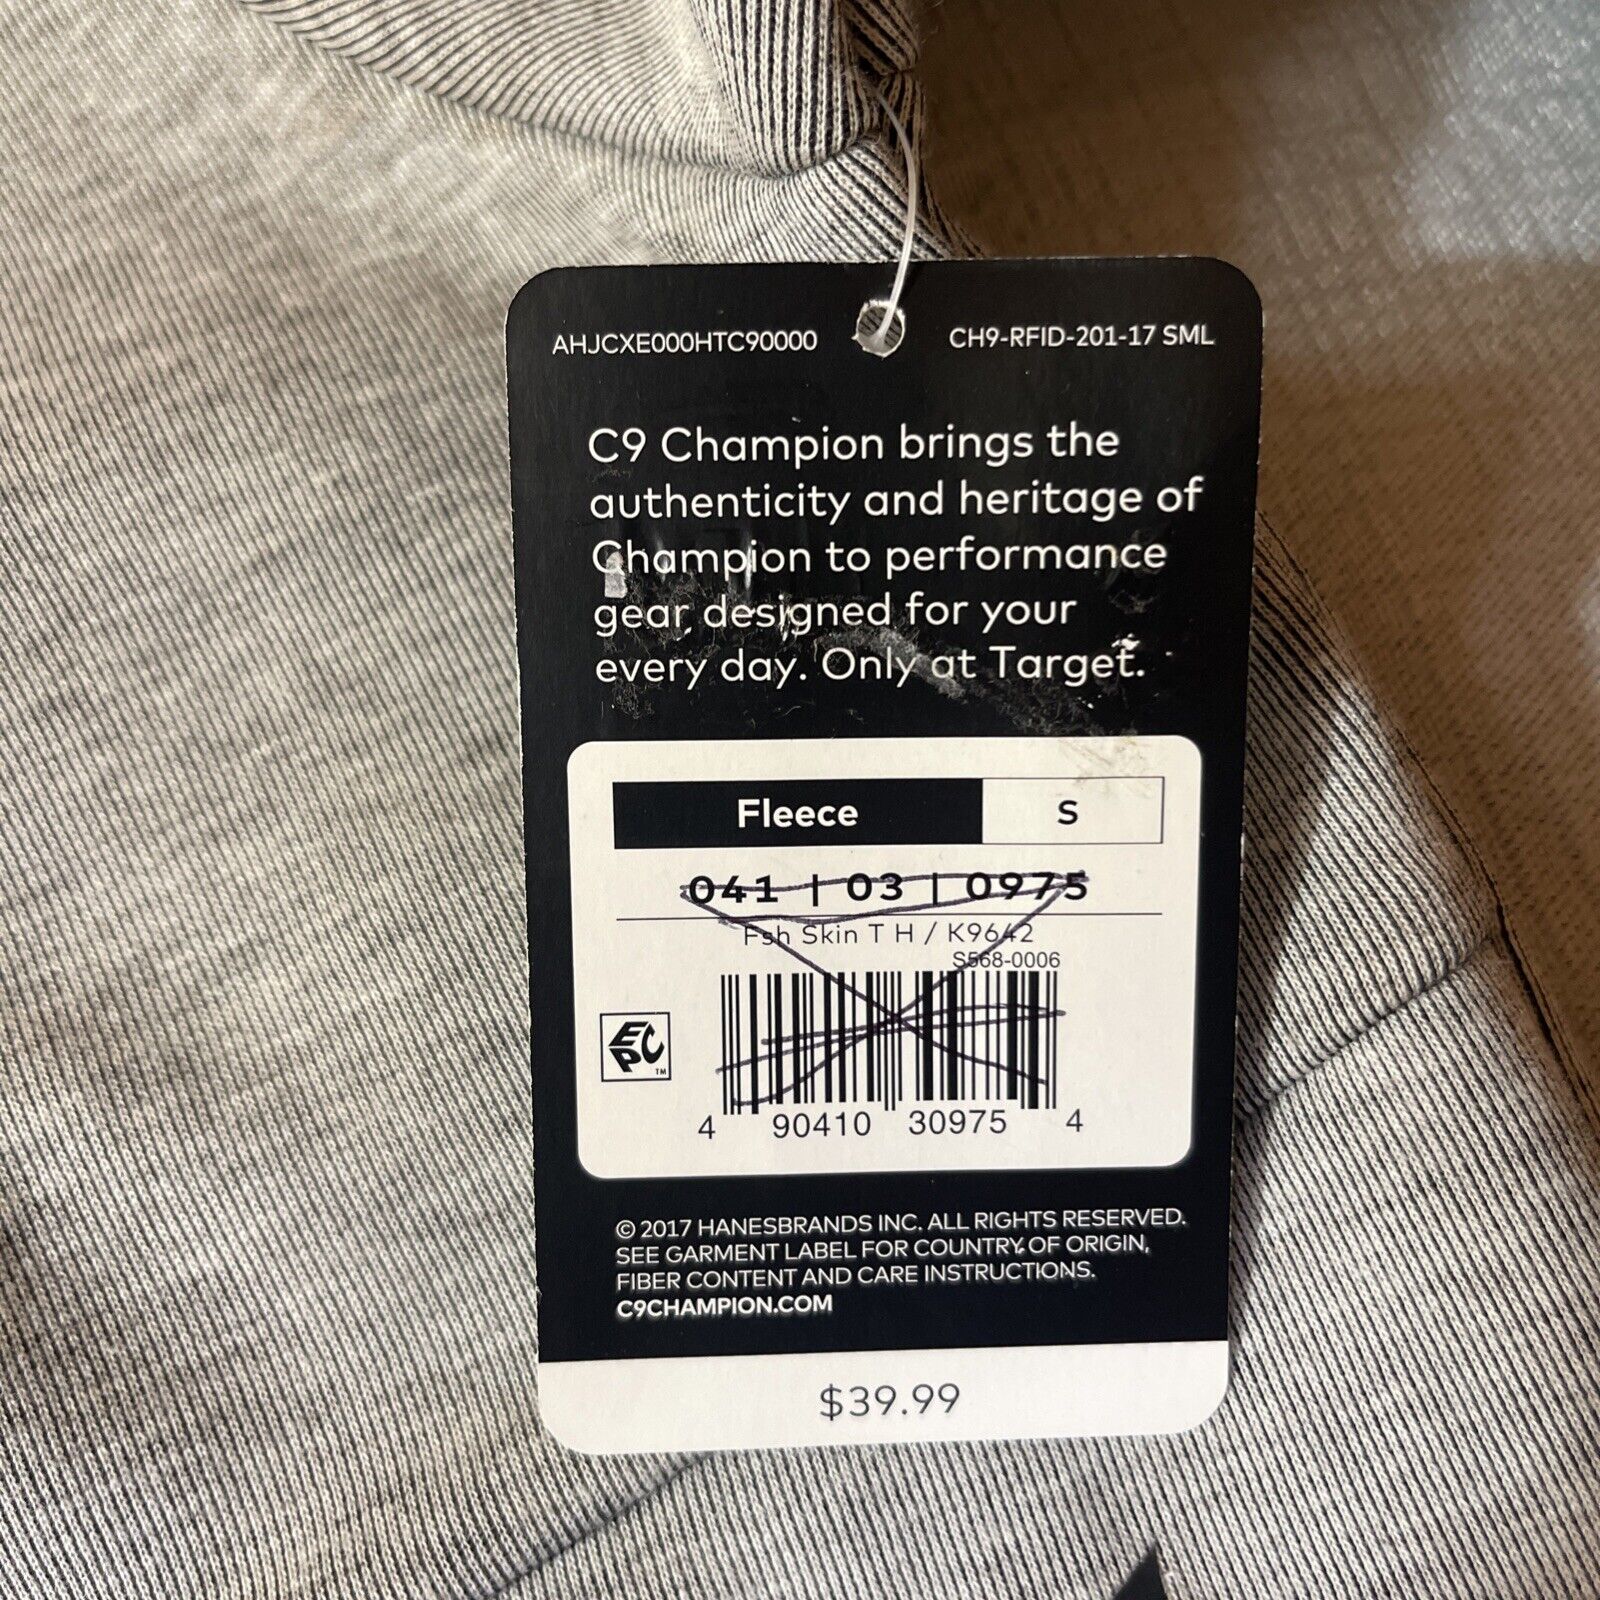 AHJCXE000HTC90000 CH9-RFID-201-17 SML
C9 Champion brings the
authenticity and heritage of
Champion to performance
gear designed for your
every day. Only at Target.
Fleece S
041 | 03 | 0975
Fsh Skin T H / K9642
S568-0006
EPC TM
4 90410 30975 4
© 2017 HANESBRANDS INC. ALL RIGHTS RESERVED.
SEE GARMENT LABEL FOR COUNTRY OF ORIGIN,
FIBER CONTENT AND CARE INSTRUCTIONS.
C9CHAMPION.COM
$39.99